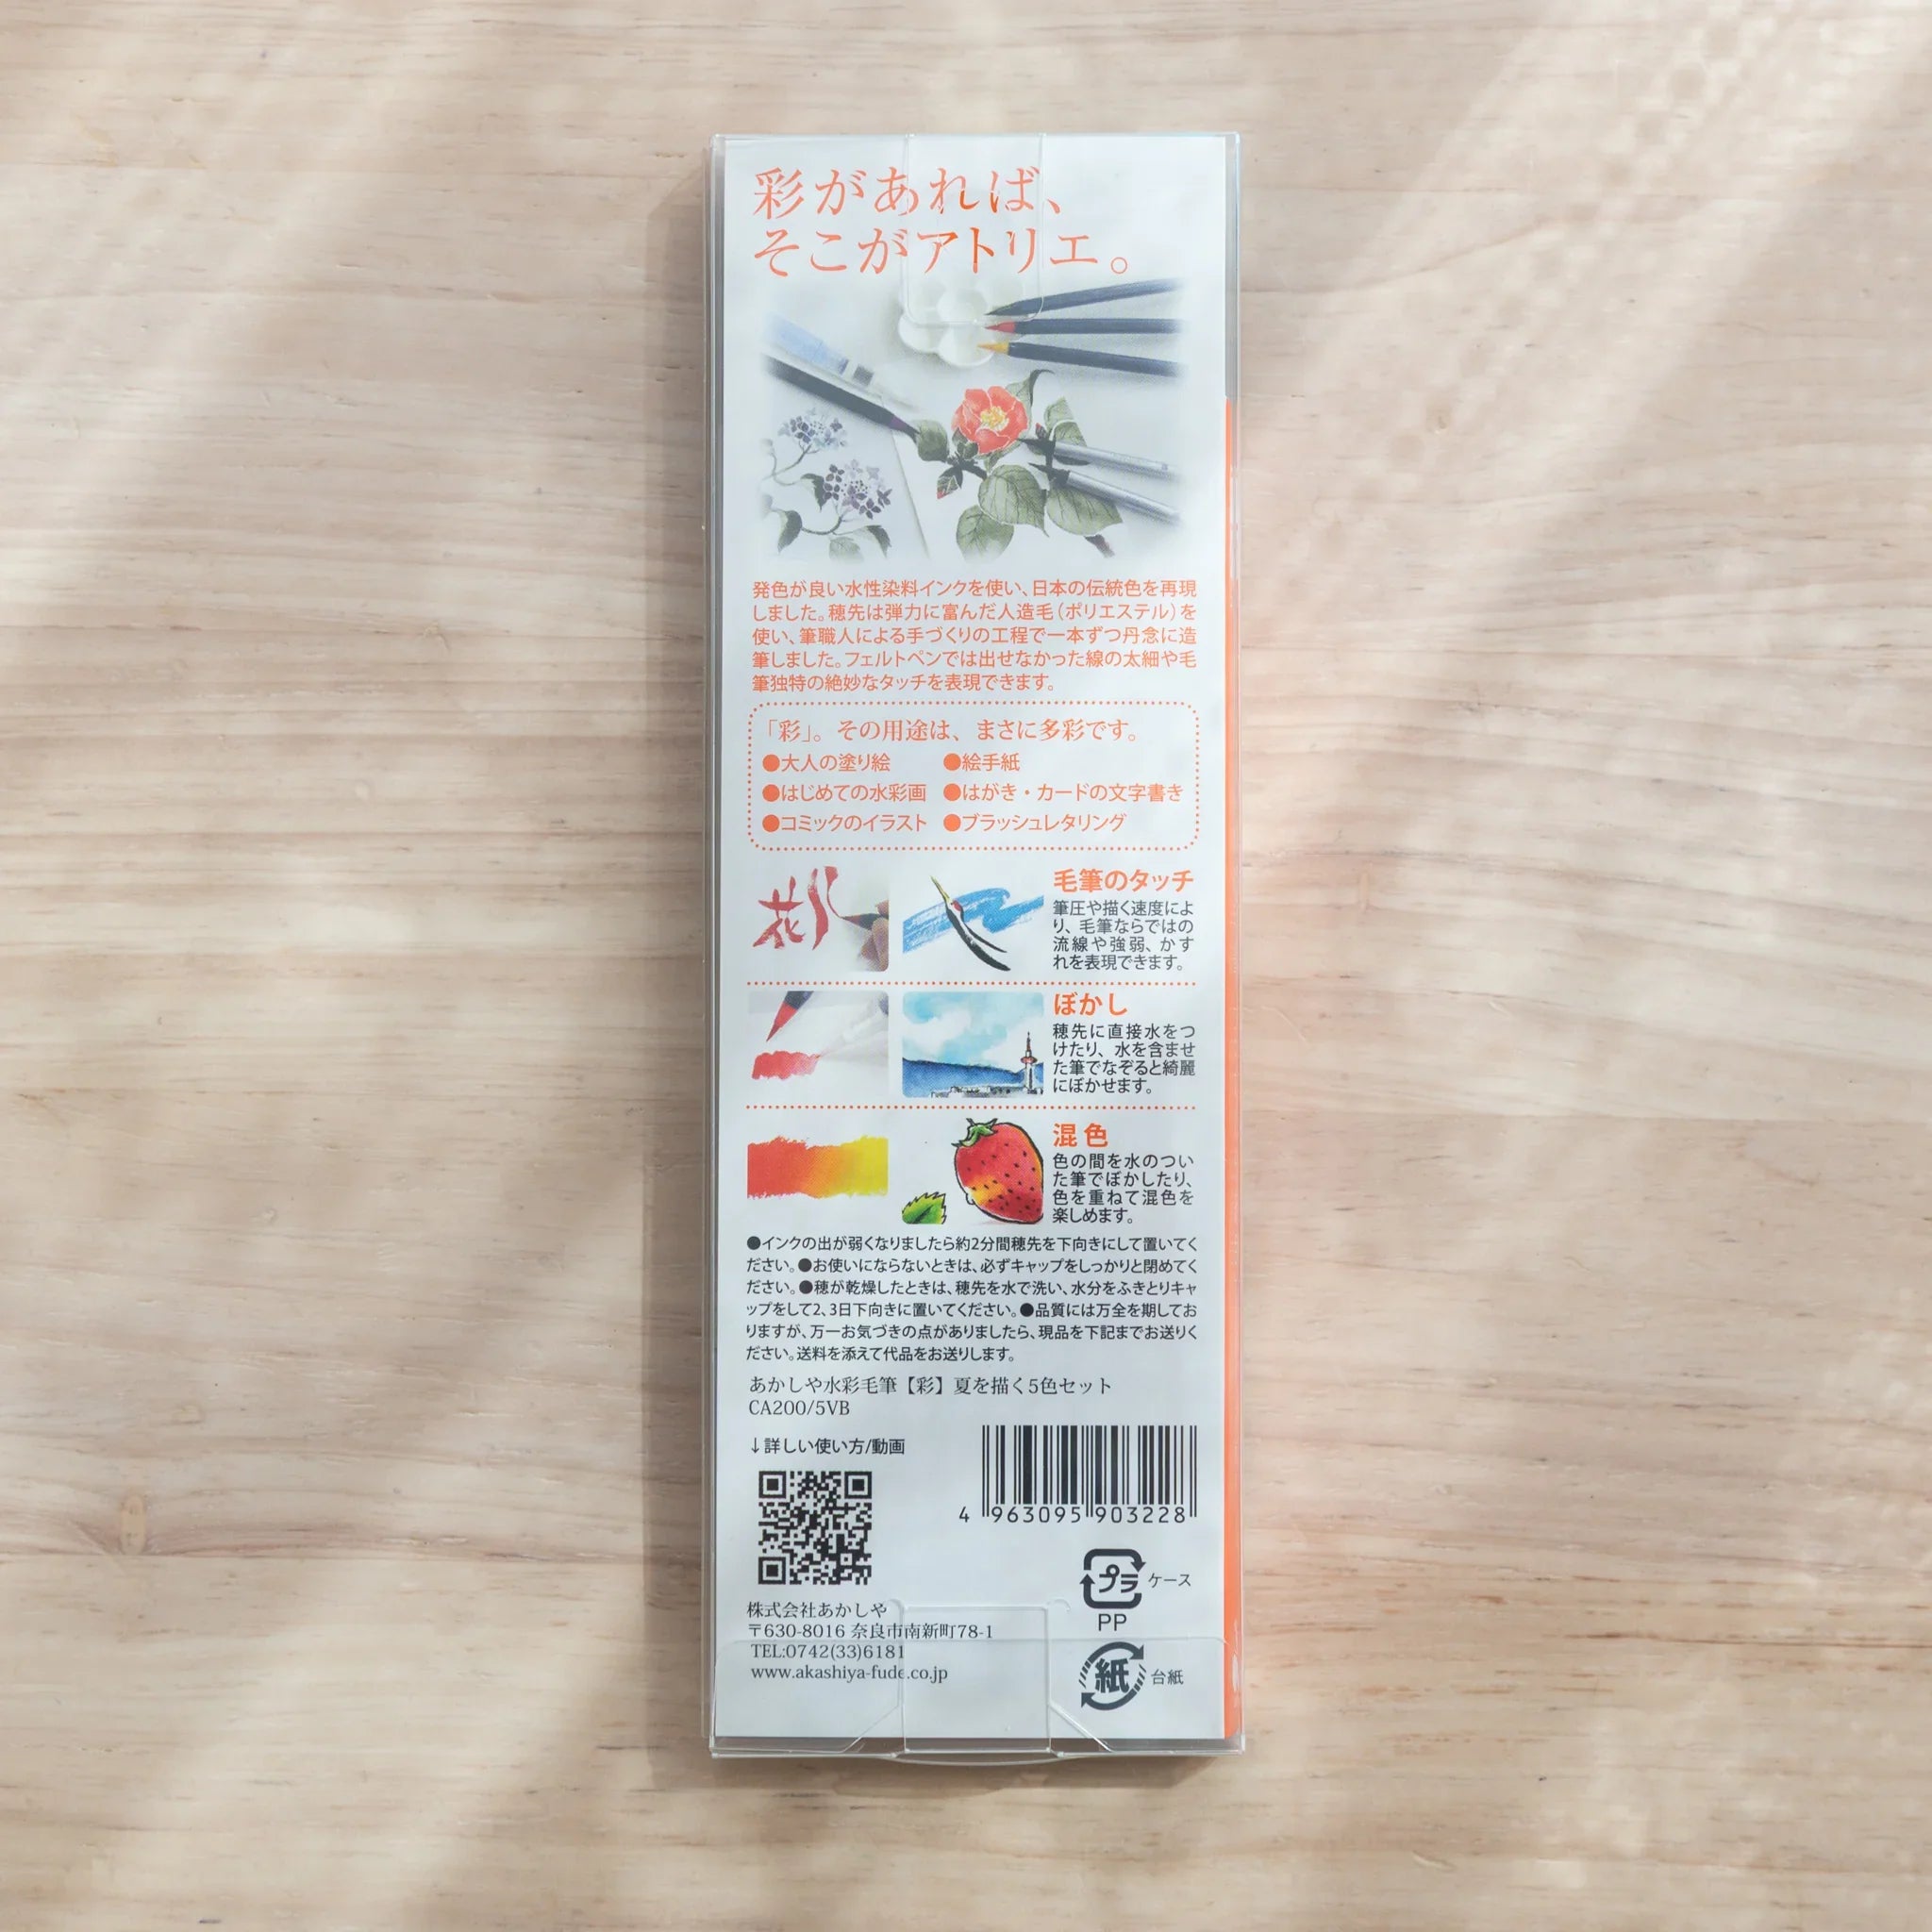 彩があれば、
そこがアトリエ。
発色が良い水性染料インクを使い、日本の伝統色を再現
しました。穂先は弾力に富んだ人造毛（ポリエステル）を
使い、筆職人による手づくりの工程で一本ずつ丹念に造
筆しました。フェルトペンでは出せなかった線の太細や毛
筆独特の絶妙なタッチを表現できます。
「彩」。その用途は、まさに多彩です。
●大人の塗り絵 ●絵手紙
●はじめての水彩画 ●はがき・カードの文字書き
●コミックのイラスト ●ブラッシュレタリング
花
毛筆のタッチ
筆圧や描く速度によ
り、毛筆ならではの
流線や強弱、かす
れを表現できます。
ぼかし
穂先に直接水をつ
けたり、水を含ませ
た筆でなぞると綺麗
にぼかせます。
混色
色の間を水のつい
た筆でぼかしたり、
色を重ねて混色を
楽しめます。
●インクの出が弱くなりましたら約2分間穂先を下向きにして置いてく
ださい。●お使いにならないときは、必ずキャップをしっかりと閉めてく
ださい。●穂が乾燥したときは、穂先を水で洗い、水分をふきとりキャ
ップをして2、3日下向きに置いてください。●品質には万全を期してお
りますが、万一お気づきの点がありましたら、現品を下記までお送りく
ださい。送料を添えて代品をお送りします。
あかしや水彩毛筆【彩】夏を描く5色セット
CA200/5VB
↓詳しい使い方/動画
4 963095 903228
プラ ケース
PP
株式会社あかしや
〒630-8016 奈良市南新町78-1
TEL:0742(33)6181
www.akashiya-fude.co.jp
紙 台紙